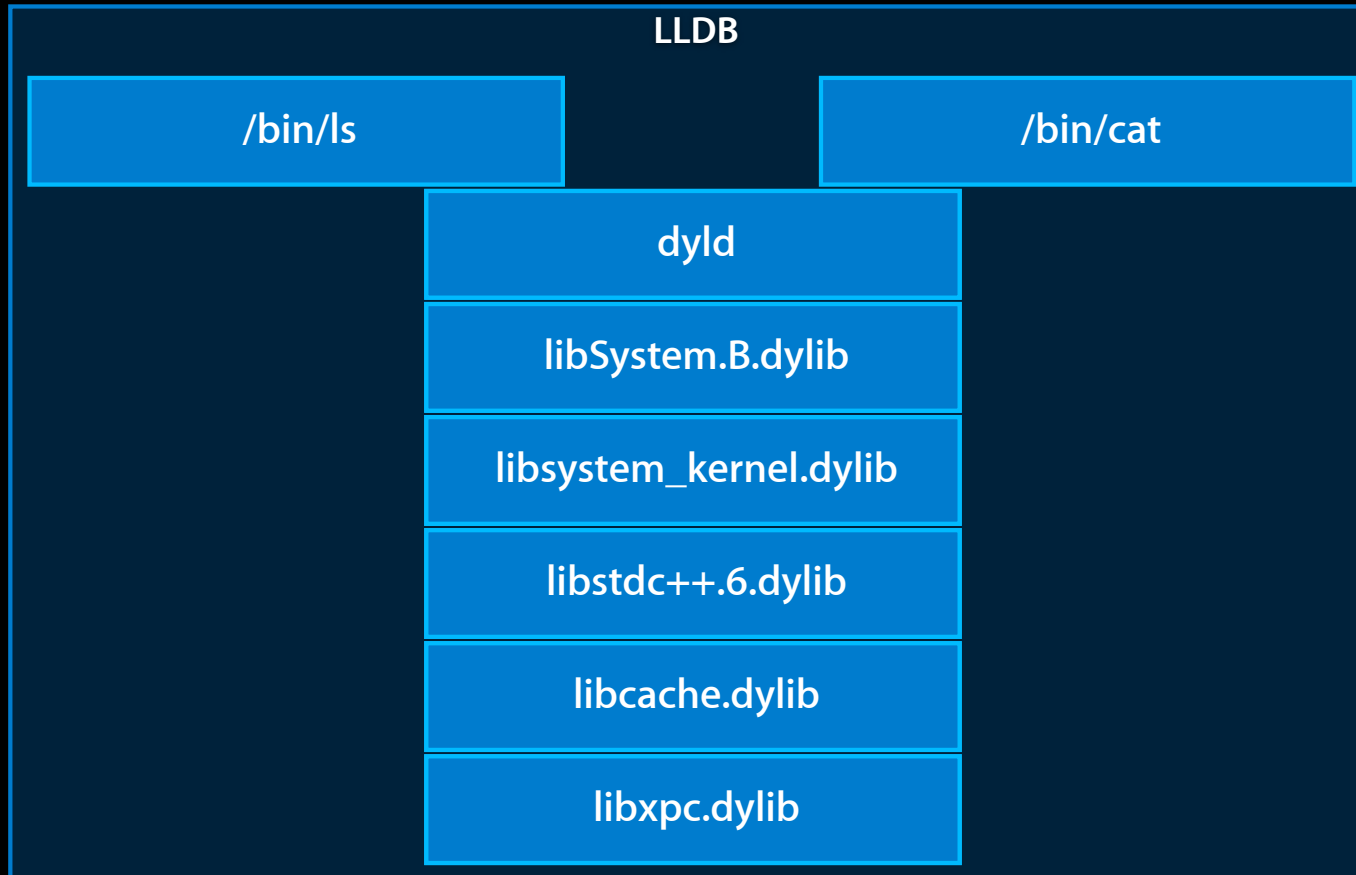 LLDB
/bin/ls
/bin/cat
dyld
libSystem.B.dylib
libsystem_kernel.dylib
libstdc++.6.dylib
libcache.dylib
libxpc.dylib